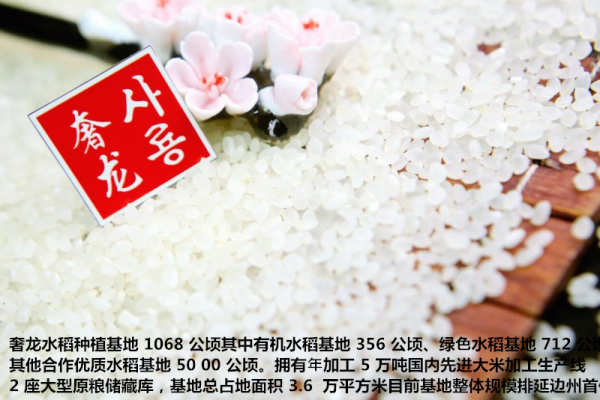 奢龙
사룡
奢龙水稻种植基地 1068 公顷其中有机水稻基地 356 公顷、绿色水稻基地 712 公
其他合作优质水稻基地 50 00 公顷。拥有年加工 5 万吨国内先进大米加工生产线
2 座大型原粮储藏库，基地总占地面积 3.6 万平方米目前基地整体规模排延边州首